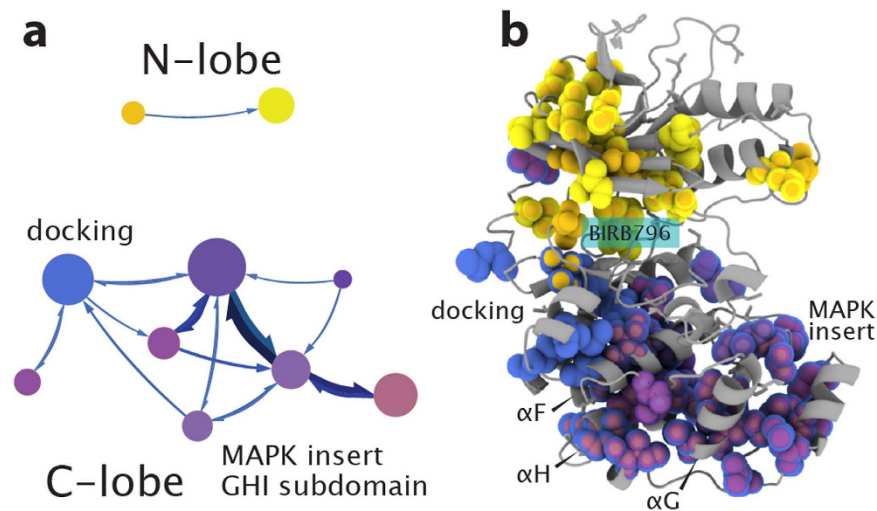 a
N-lobe
docking
C-lobe
MAPK insert
GHI subdomain
b
BIRB796
docking
MAPK
insert
αF
αH
αG